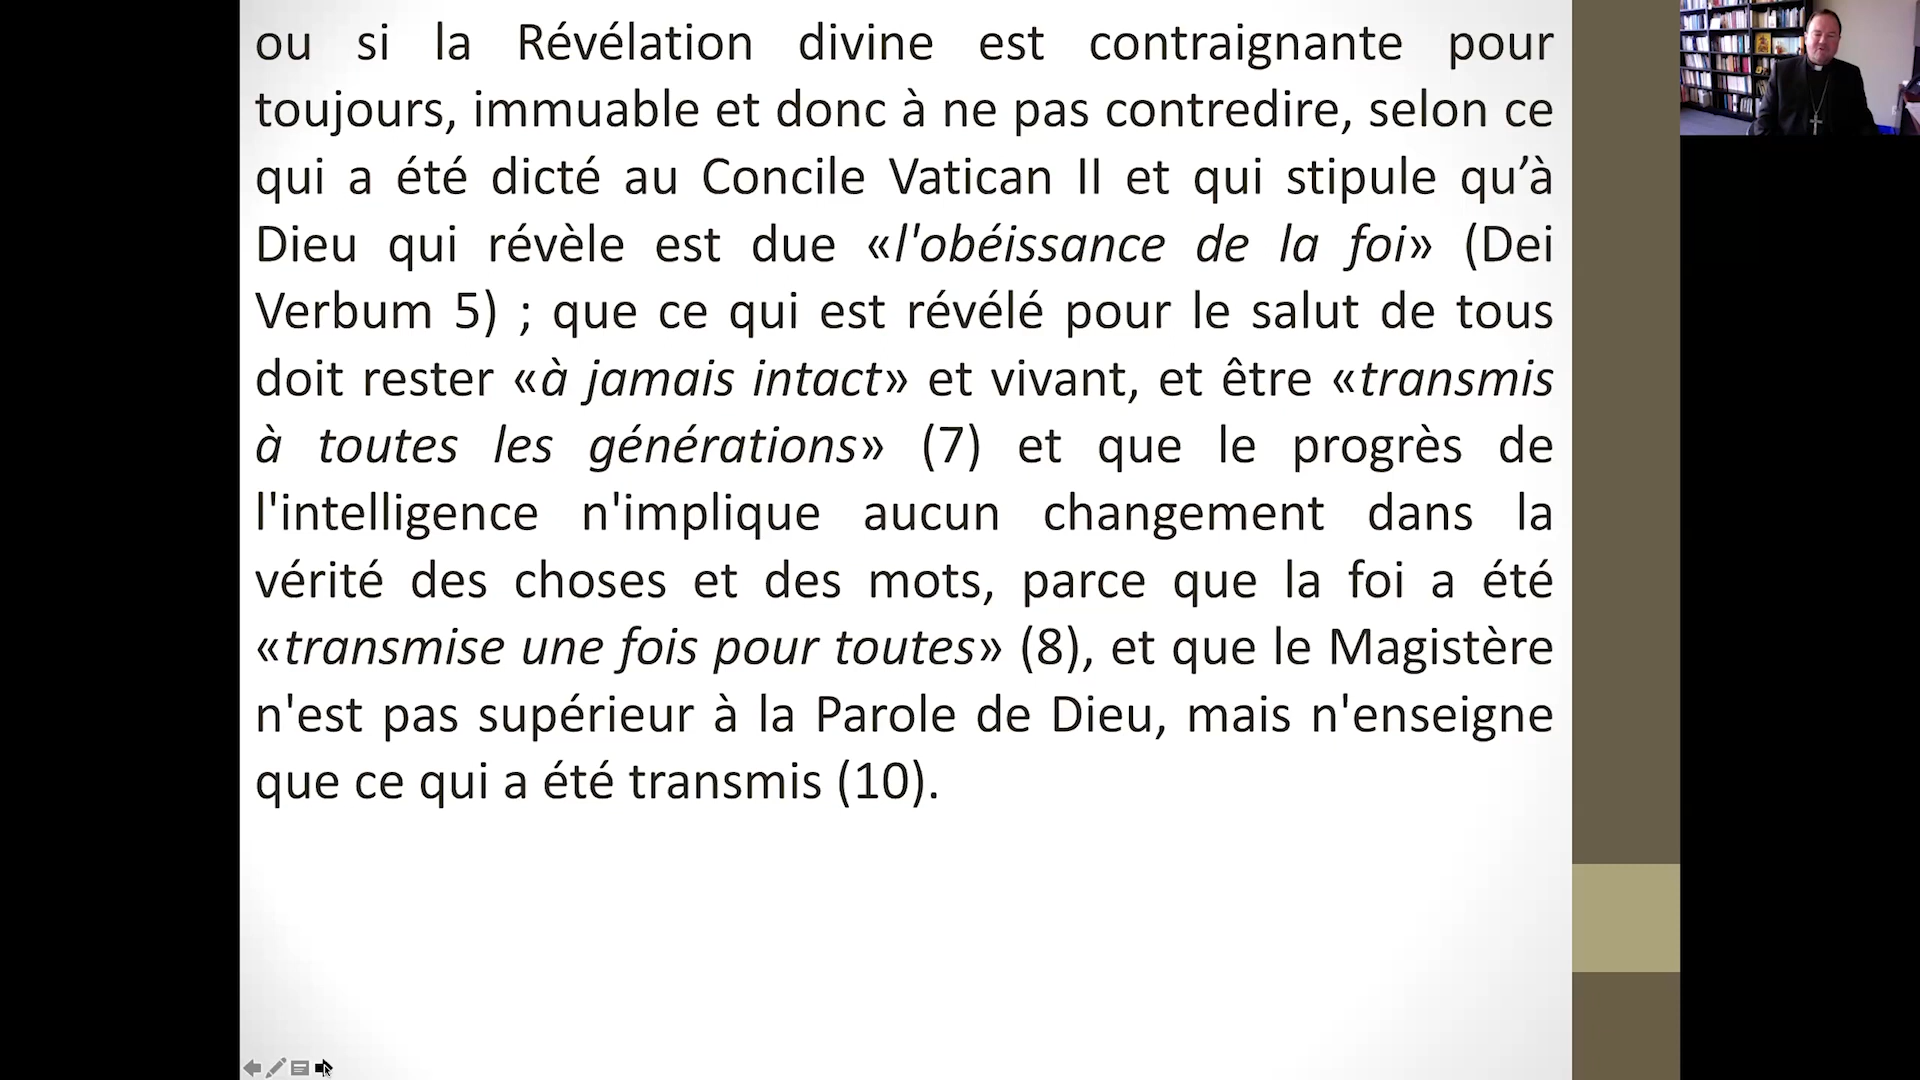 ou si la Révélation divine est contraignante pour
toujours, immuable et donc à ne pas contredire, selon ce
qui a été dicté au Concile Vatican II et qui stipule qu’à
Dieu qui révèle est due «l'obéissance de la foi» (Dei
Verbum 5) ; que ce qui est révélé pour le salut de tous
doit rester «à jamais intact» et vivant, et être «transmis
à toutes les générations» (7) et que le progrès de
l'intelligence n'implique aucun changement dans la
vérité des choses et des mots, parce que la foi a été
«transmise une fois pour toutes» (8), et que le Magistère
n'est pas supérieur à la Parole de Dieu, mais n'enseigne
que ce qui a été transmis (10).